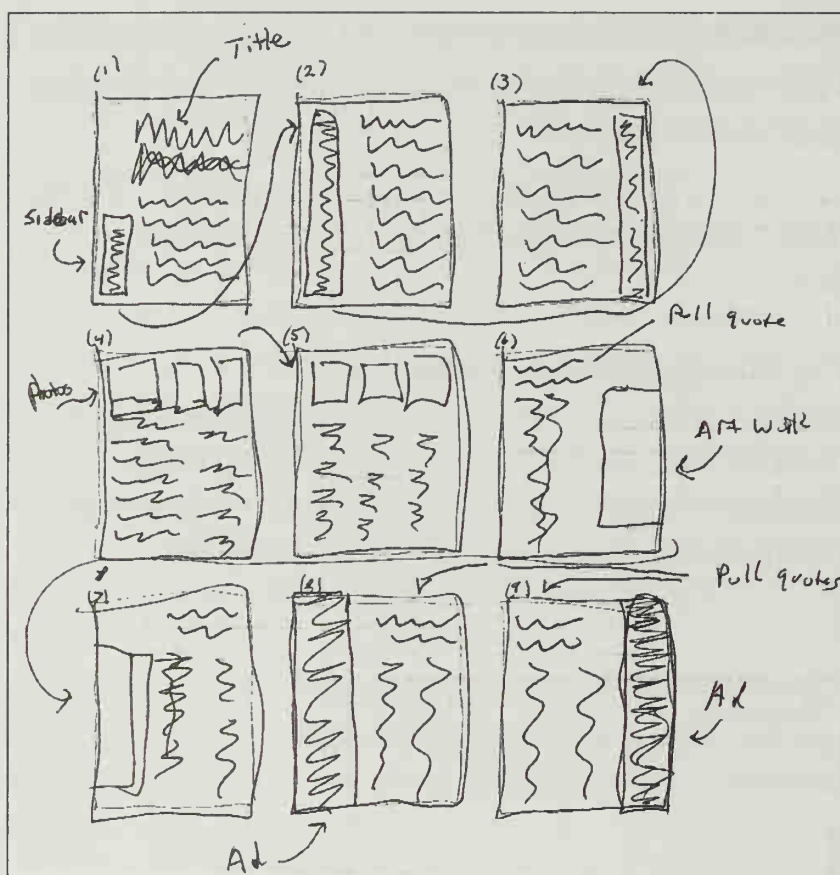 Title
(1)
(2)
(3)
Sidebar
(4)
(5)
(6)
Pull quote
Photos
Art Work
(7)
(8)
(9)
Pull quotes
Ad
Ad